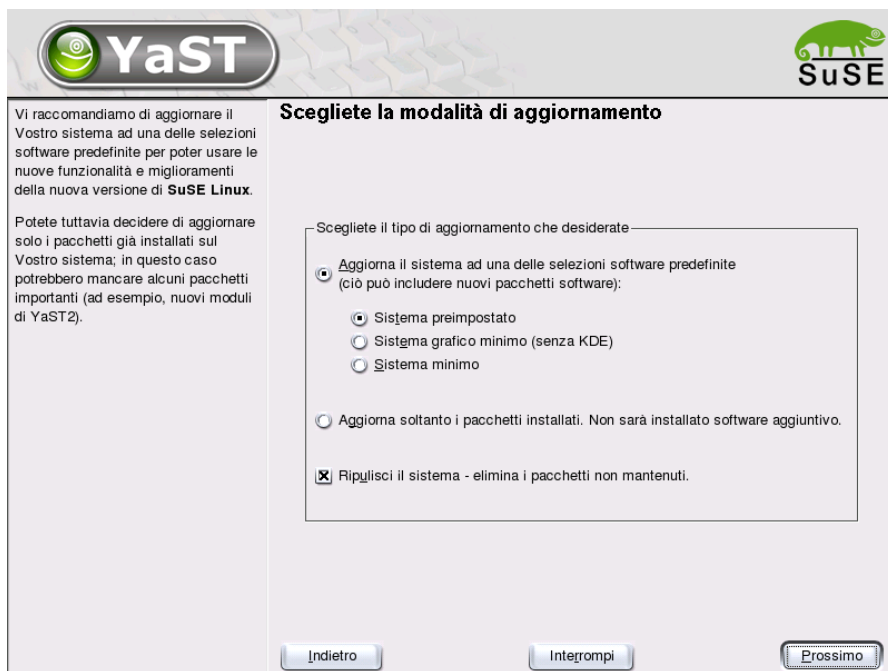 YaST
SuSE
Vi raccomandiamo di aggiornare il
Vostro sistema ad una delle selezioni
software predefinite per poter usare le
nuove funzionalità e miglioramenti
della nuova versione di SuSE Linux.
Potete tuttavia decidere di aggiornare
solo i pacchetti già installati sul
Vostro sistema; in questo caso
potrebbero mancare alcuni pacchetti
importanti (ad esempio, nuovi moduli
di YaST2).
Scegliete la modalità di aggiornamento
Scegliete il tipo di aggiornamento che desiderate
Aggiorna il sistema ad una delle selezioni software predefinite
(ciò può includere nuovi pacchetti software):
Sistema preimpostato
Sistema grafico minimo (senza KDE)
Sistema minimo
Aggiorna soltanto i pacchetti installati. Non sarà installato software aggiuntivo.
Ripulisci il sistema - elimina i pacchetti non mantenuti.
Indietro
Interrompi
Prossimo